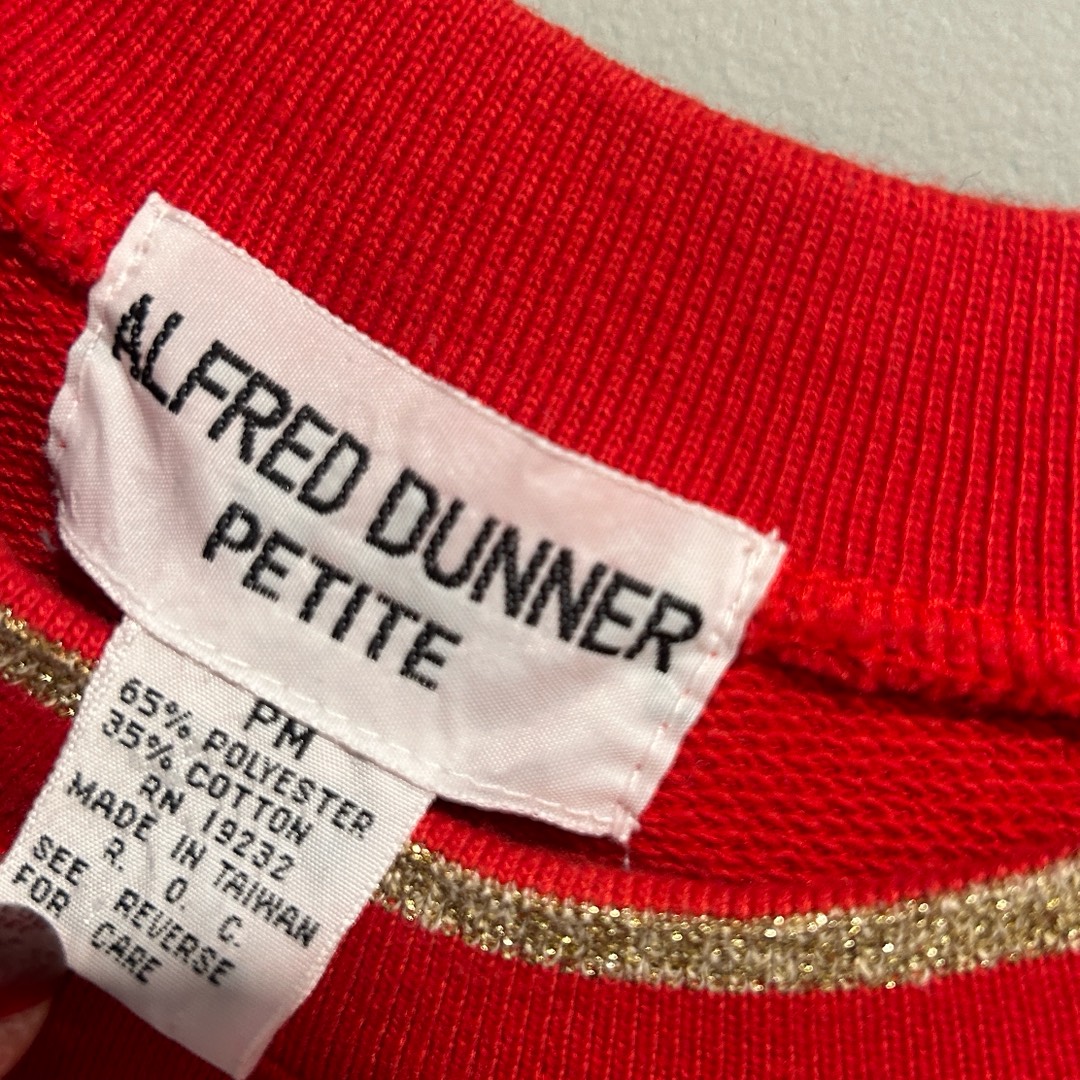 ALFRED DUNNER
PETITE
PM
65% POLYESTER
35% COTTON
RN 19232
MADE IN TAIWAN
R. O. C.
SEE REVERSE
FOR CARE